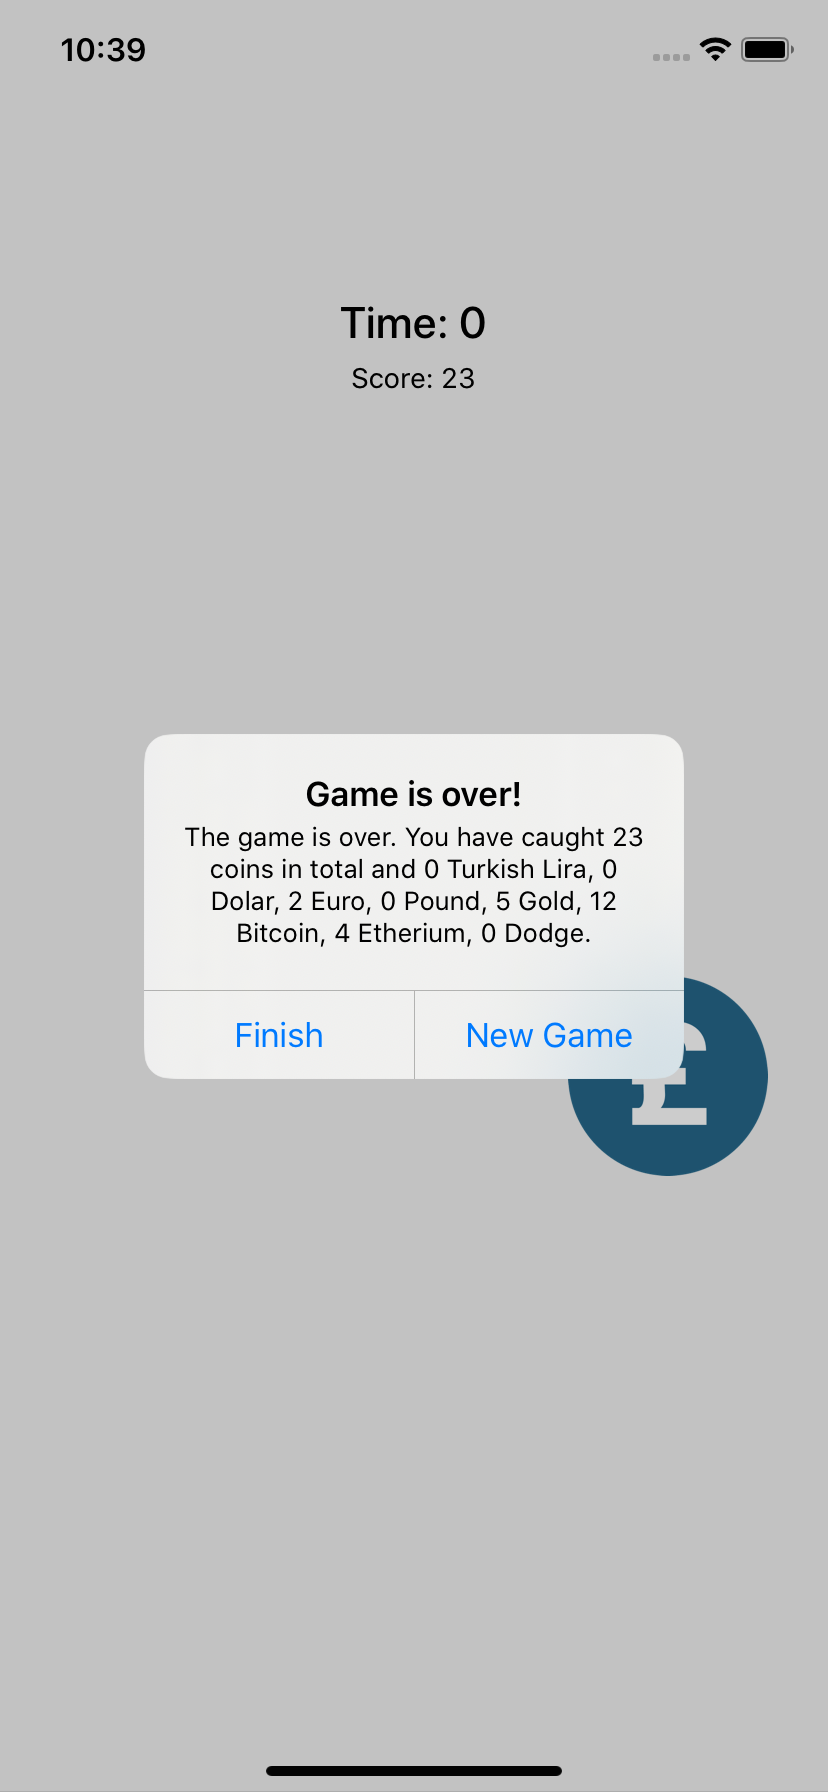 10:39
Time: 0
Score: 23
Game is over!
The game is over. You have caught 23
coins in total and 0 Turkish Lira, 0
Dolar, 2 Euro, 0 Pound, 5 Gold, 12
Bitcoin, 4 Etherium, 0 Dodge.
Finish
New Game
£